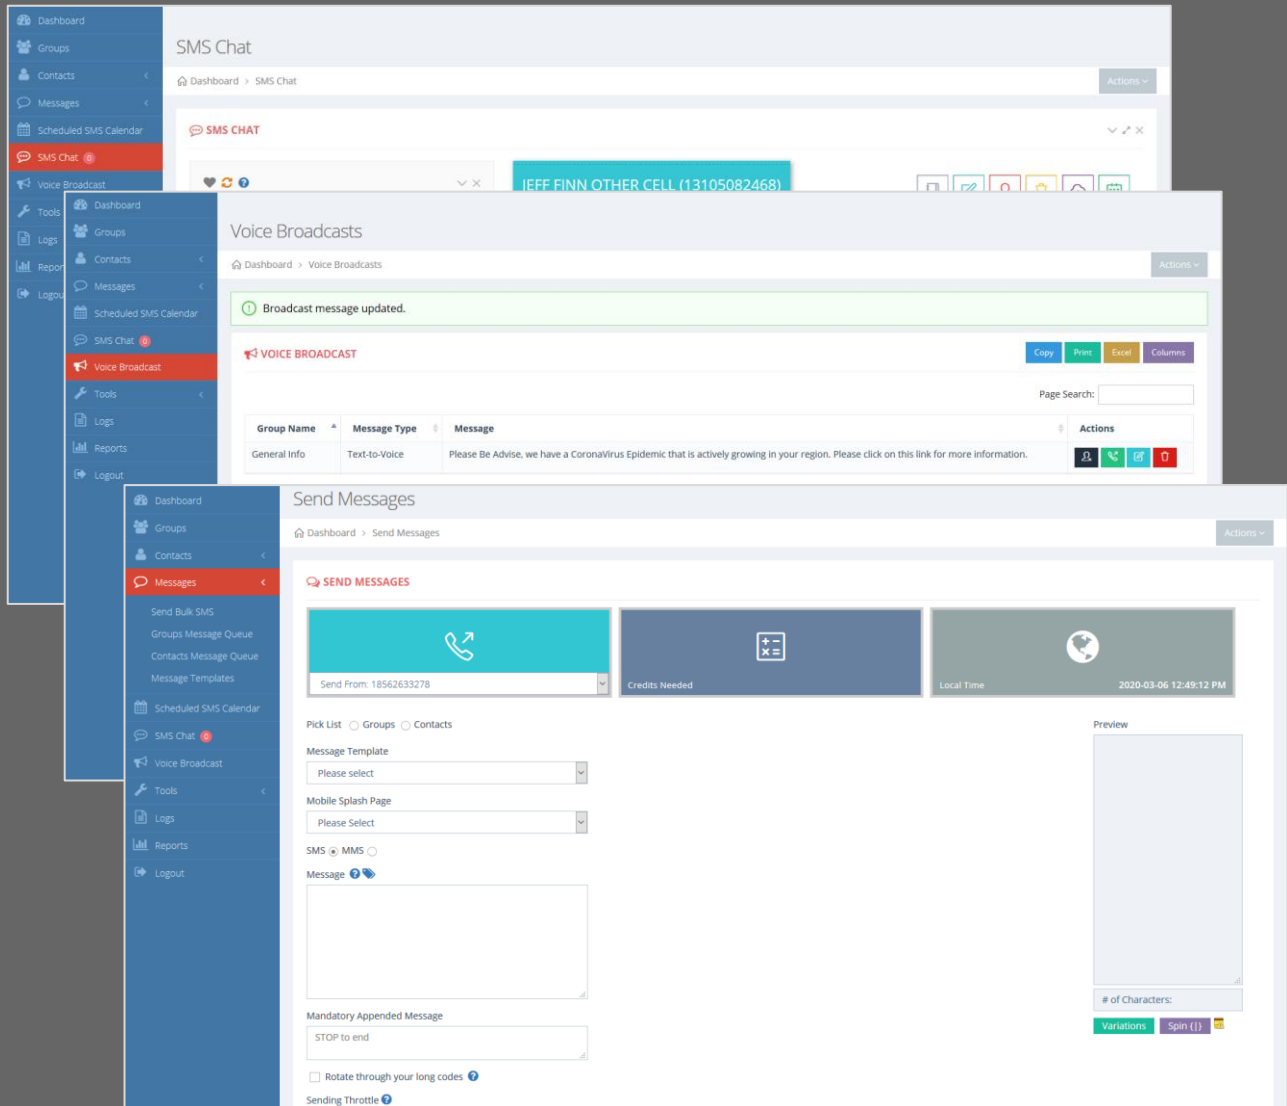 Dashboard
Groups
Contacts
Messages
Scheduled SMS Calendar
SMS Chat 0
Voice Broadcast
Tools
Logs
Repor
Logou
SMS Chat
Dashboard > SMS Chat
Actions
SMS CHAT
JEFF FINN OTHER CELL (13105082468)
Dashboard
Groups
Contacts
Messages
Scheduled SMS Calendar
SMS Chat 0
Voice Broadcast
Tools
Logs
Reports
Logout
Voice Broadcasts
Dashboard > Voice Broadcasts
Actions
Broadcast message updated.
VOICE BROADCAST
Copy Print Excel Columns
Page Search:
Group Name Message Type Message Actions
General Info Text-to-Voice Please Be Advise, we have a CoronaVirus Epidemic that is actively growing in your region. Please click on this link for more information.
Dashboard
Groups
Contacts
Messages
Send Bulk SMS
Groups Message Queue
Contacts Message Queue
Message Templates
Scheduled SMS Calendar
SMS Chat 0
Voice Broadcast
Tools
Logs
Reports
Logout
Send Messages
Dashboard > Send Messages
Actions
SEND MESSAGES
Send From: 18562633278
Credits Needed
Local Time 2020-03-06 12:49:12 PM
Pick List Groups Contacts
Message Template
Please select
Mobile Splash Page
Please Select
SMS MMS
Message
Mandatory Appended Message
STOP to end
Rotate through your long codes
Sending Throttle
Preview
# of Characters:
Variations Spin {|}